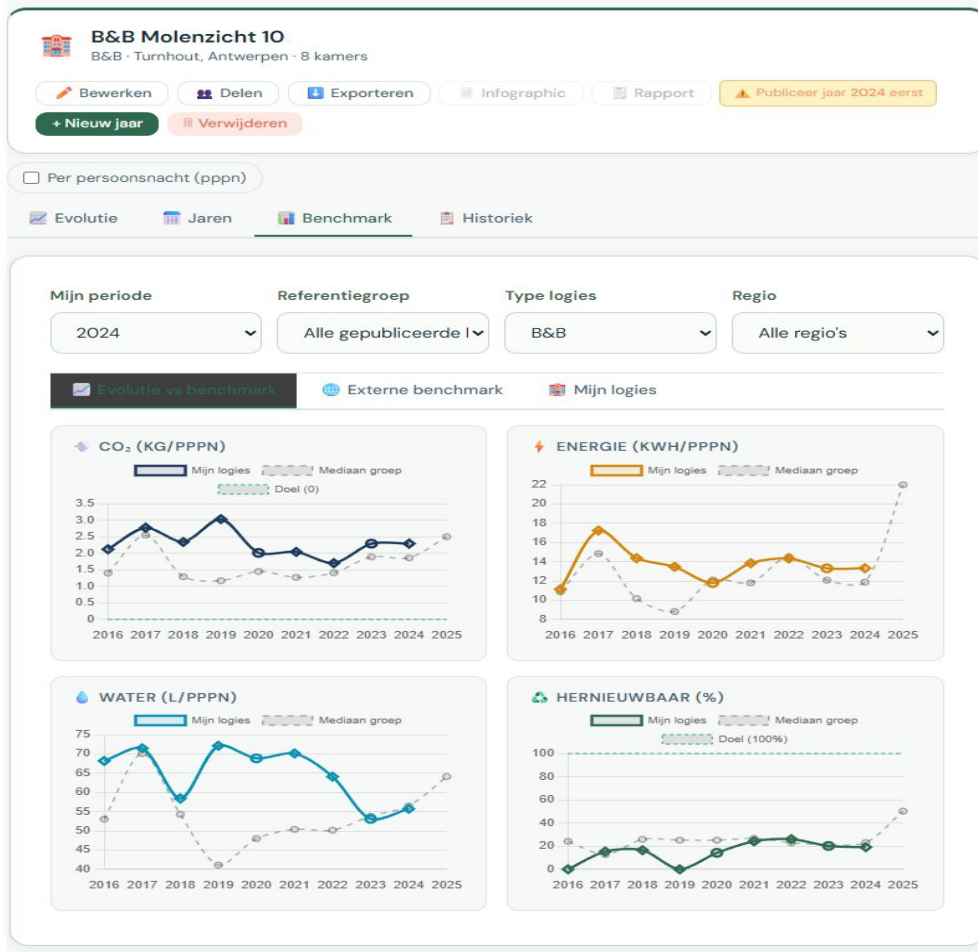 B&B Molenzicht 10
B&B · Turnhout, Antwerpen · 8 kamers
Bewerken
Delen
Exporteren
Infographic
Rapport
Publiceer jaar 2024 eerst
+ Nieuw jaar
Verwijderen
Per persoonsnacht (pppn)
Evolutie
Jaren
Benchmark
Historiek
Mijn periode
Referentiegroep
Type logies
Regio
2024
Alle gepubliceerde l
B&B
Alle regio's
Evolutie vs benchmark
Externe benchmark
Mijn logies
CO₂ (KG/PPPN)
Mijn logies
Mediaan groep
Doel (0)
3.5
3.0
2.5
2.0
1.5
1.0
0.5
0
2016 2017 2018 2019 2020 2021 2022 2023 2024 2025
ENERGIE (KWH/PPPN)
Mijn logies
Mediaan groep
22
20
18
16
14
12
10
8
2016 2017 2018 2019 2020 2021 2022 2023 2024 2025
WATER (L/PPPN)
Mijn logies
Mediaan groep
75
70
65
60
55
50
45
40
2016 2017 2018 2019 2020 2021 2022 2023 2024 2025
HERNIEUWBAAR (%)
Mijn logies
Mediaan groep
Doel (100%)
100
80
60
40
20
0
2016 2017 2018 2019 2020 2021 2022 2023 2024 2025